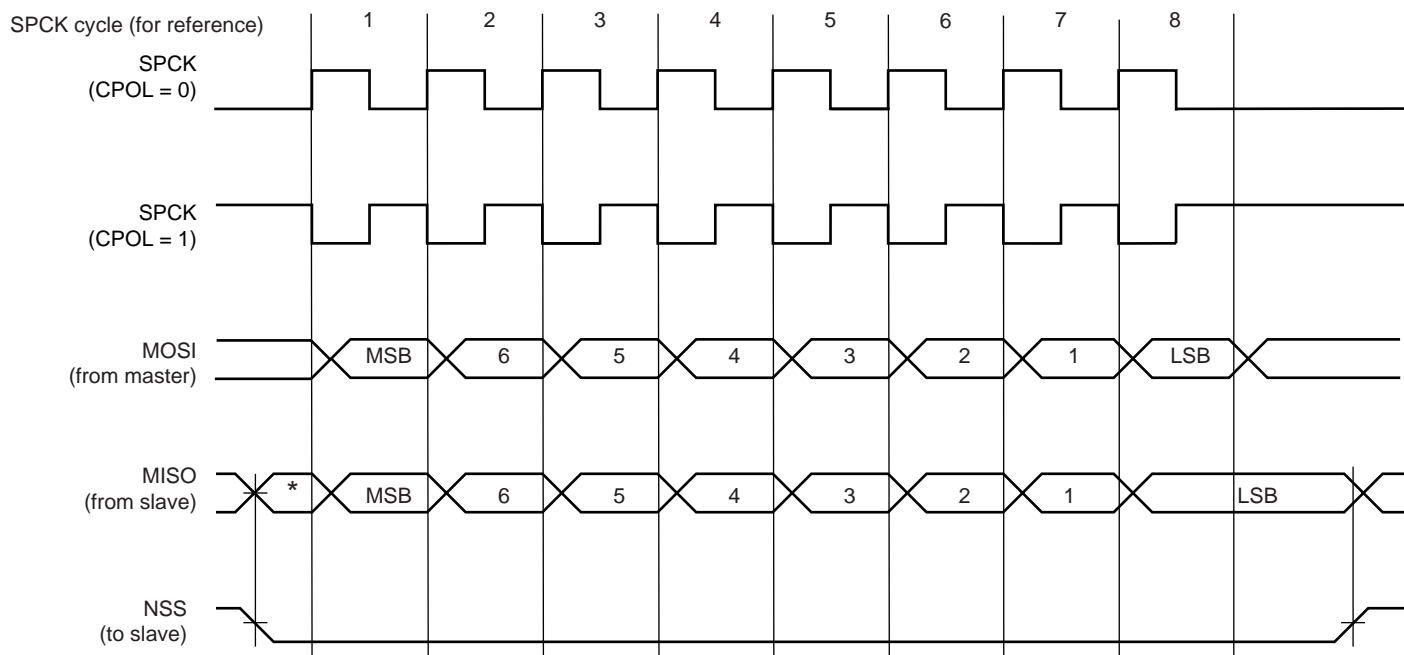 SPCK cycle (for reference) 1 2 3 4 5 6 7 8
SPCK
(CPOL = 0)
SPCK
(CPOL = 1)
MOSI
(from master)
MSB 6 5 4 3 2 1 LSB
MISO
(from slave)
* MSB 6 5 4 3 2 1 LSB
NSS
(to slave)